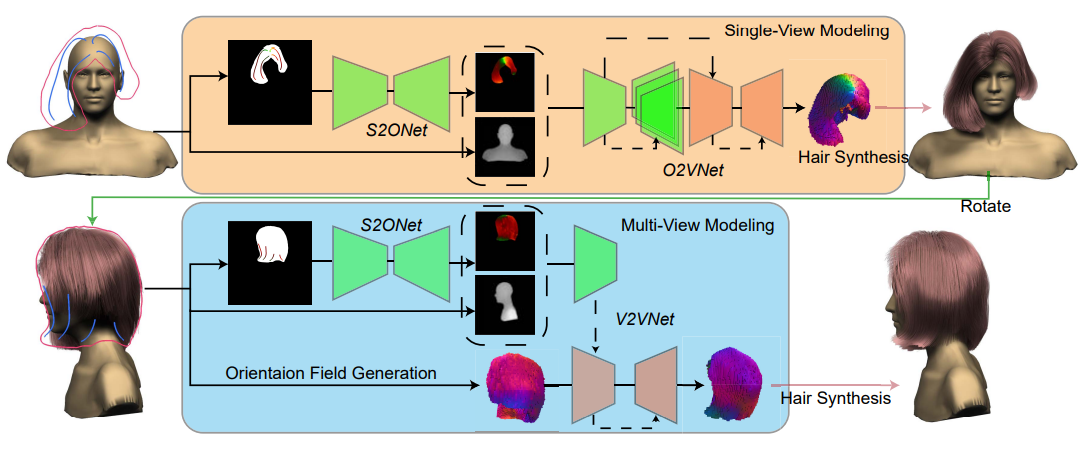 Single-View Modeling
S2ONet
O2VNet
Hair Synthesis
Rotate
S2ONet
Multi-View Modeling
V2VNet
Orientaion Field Generation
Hair Synthesis